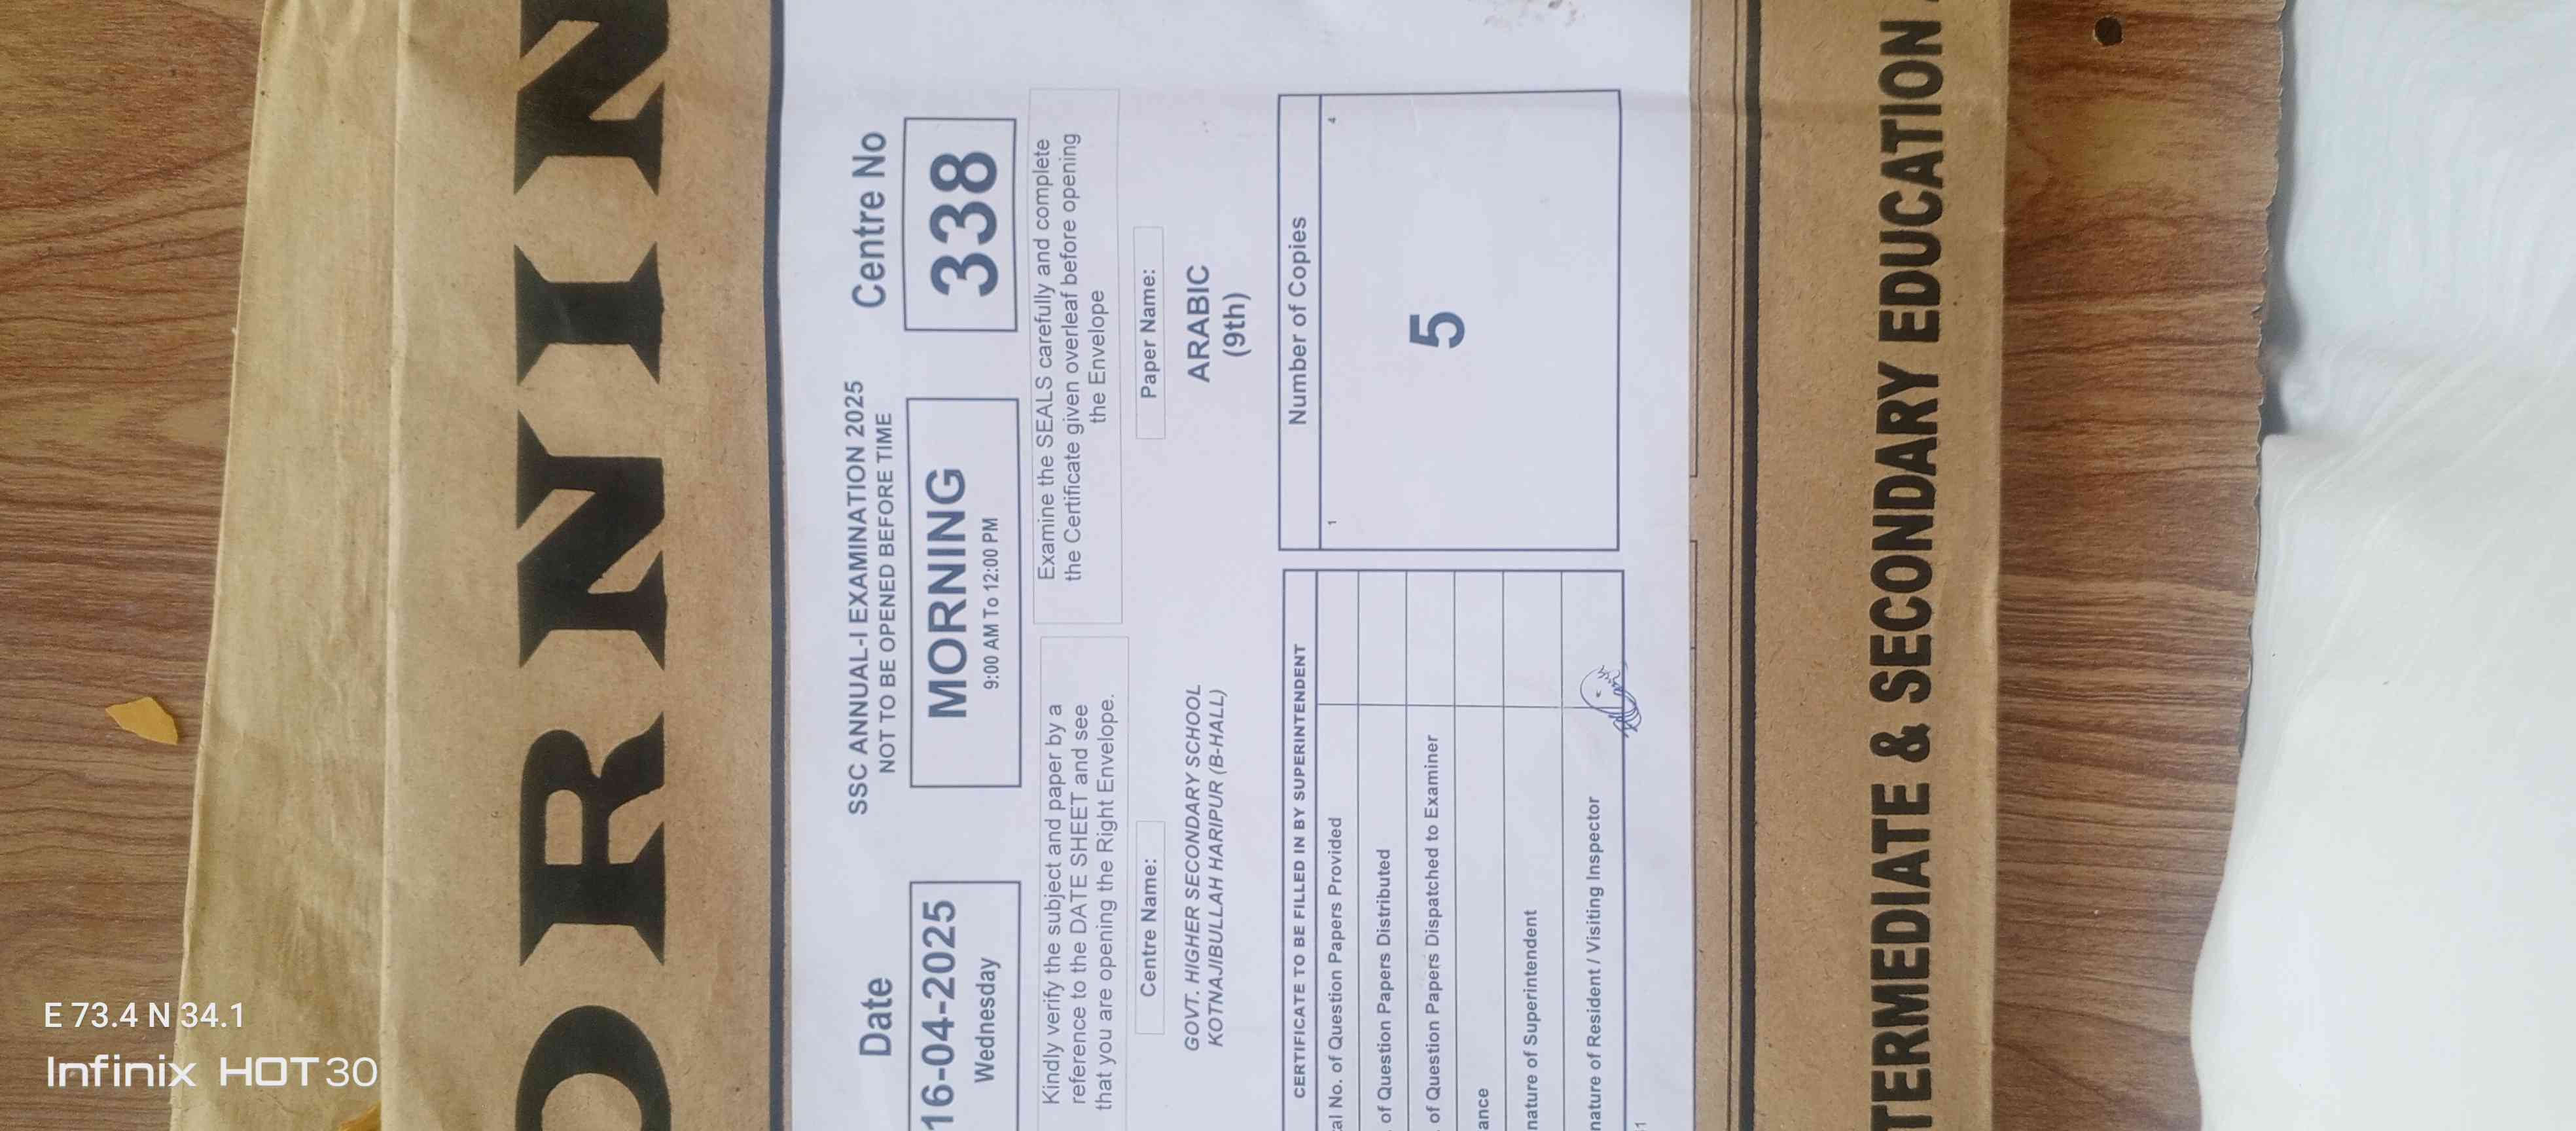 ORNIN
SSC ANNUAL-I EXAMINATION 2025
NOT TO BE OPENED BEFORE TIME
Date
Centre No
16-04-2025
Wednesday
MORNING
9:00 AM To 12:00 PM
338
Kindly verify the subject and paper by a
reference to the DATE SHEET and see
that you are opening the Right Envelope.
Examine the SEALS carefully and complete
the Certificate given overleaf before opening
the Envelope
Centre Name:
Paper Name:
GOVT. HIGHER SECONDARY SCHOOL
KOTNAJIBULLAH HARIPUR (B-HALL)
ARABIC
(9th)
CERTIFICATE TO BE FILLED IN BY SUPERINTENDENT
al No. of Question Papers Provided
of Question Papers Distributed
of Question Papers Dispatched to Examiner
ance
nature of Superintendent
nature of Resident / Visiting Inspector
Number of Copies
1 4
5
TERMEDIATE & SECONDARY EDUCATION
E 73.4 N 34.1
Infinix HOT 30